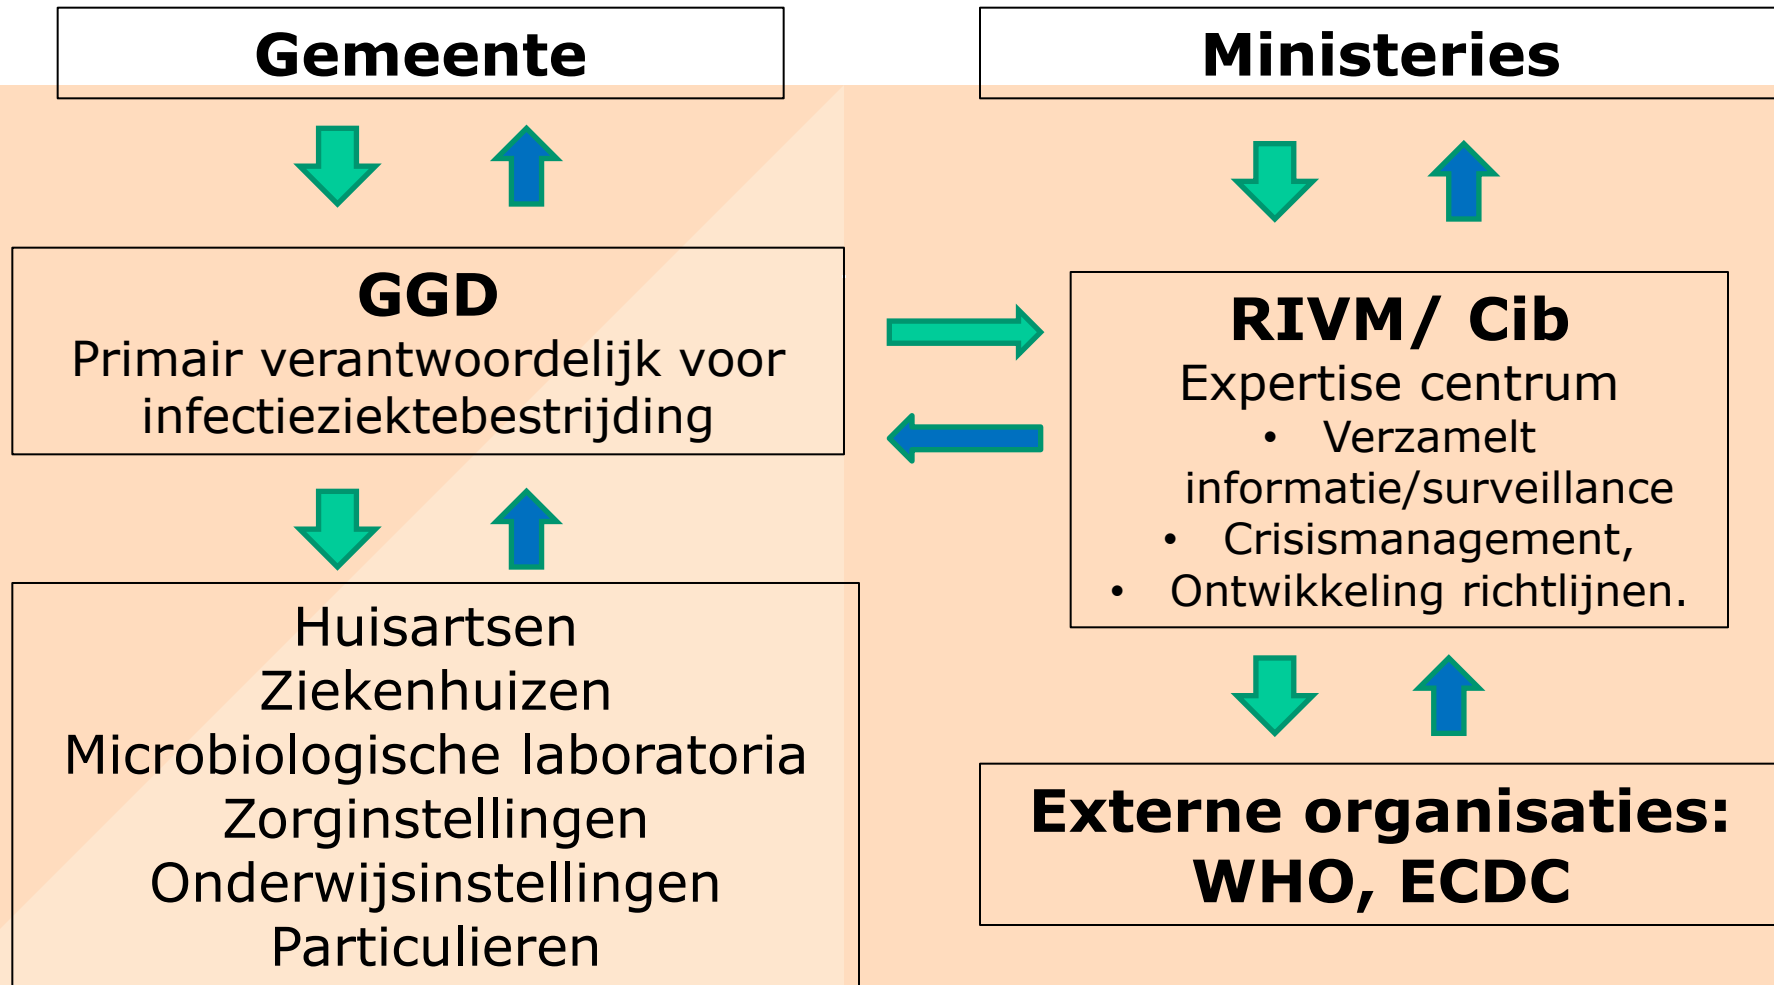 Gemeente
GGD
Primair verantwoordelijk voor
infectieziektebestrijding
Huisartsen
Ziekenhuizen
Microbiologische laboratoria
Zorginstellingen
Onderwijsinstellingen
Particulieren
Ministeries
RIVM/ Cib
Expertise centrum
• Verzamelt
informatie/surveillance
• Crisismanagement,
• Ontwikkeling richtlijnen.
Externe organisaties:
WHO, ECDC